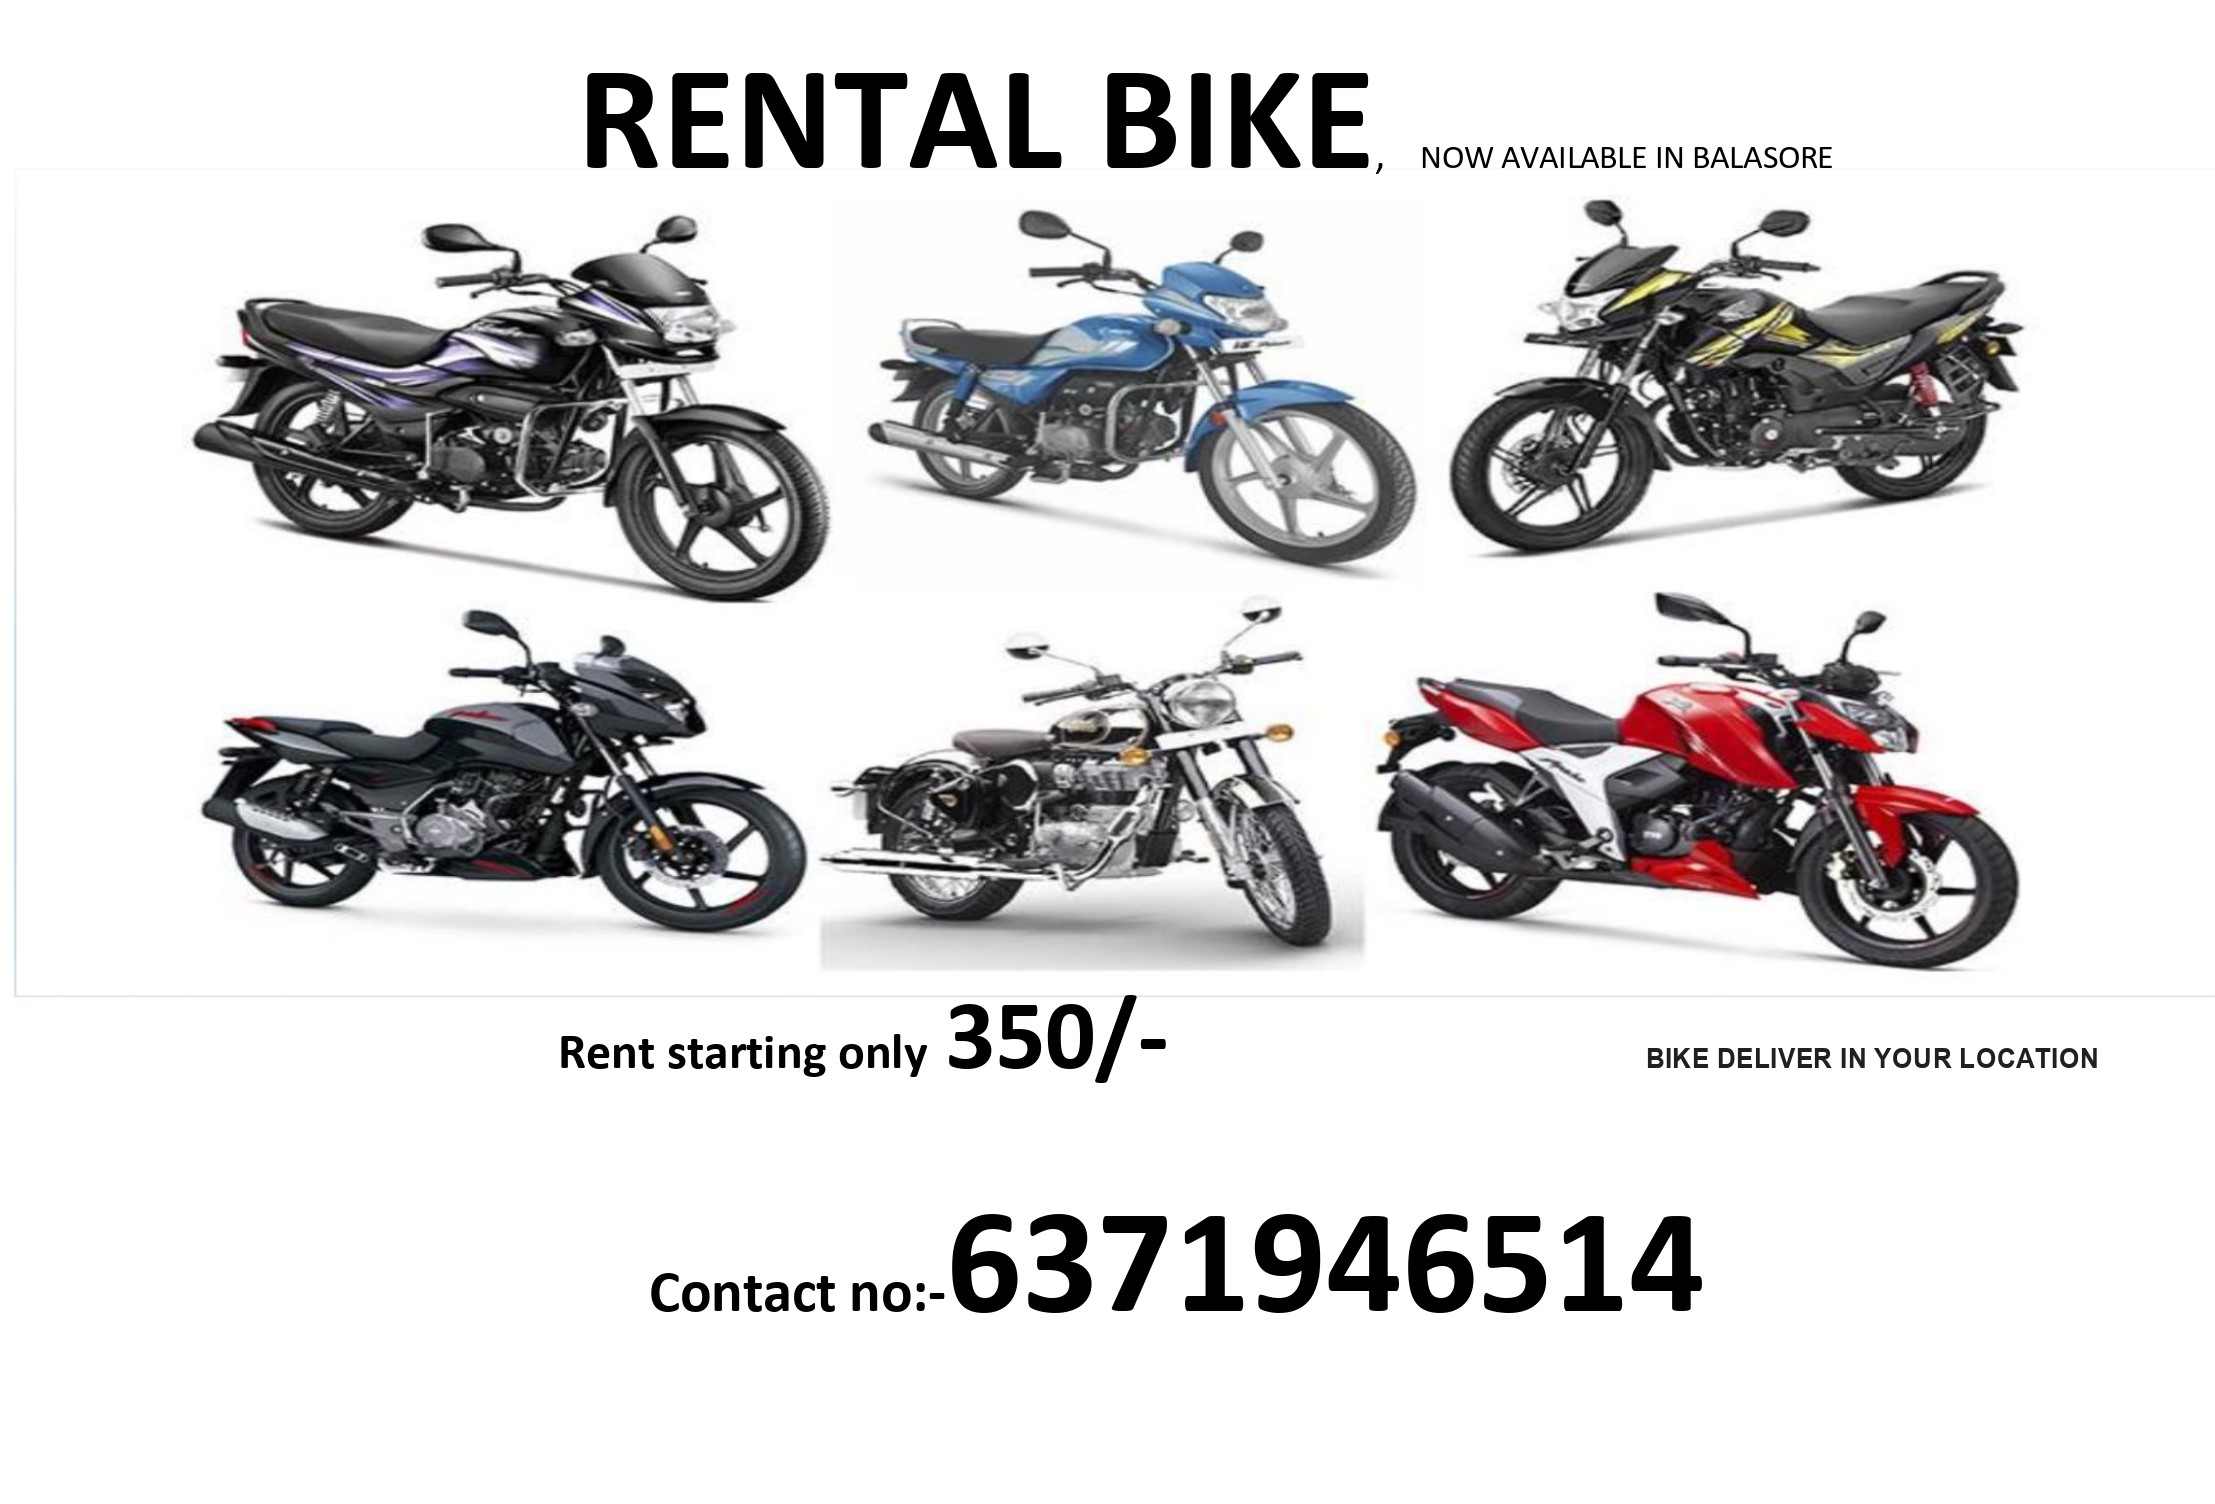 RENTAL BIKE, NOW AVAILABLE IN BALASORE
Rent starting only 350/-
BIKE DELIVER IN YOUR LOCATION
Contact no:-6371946514